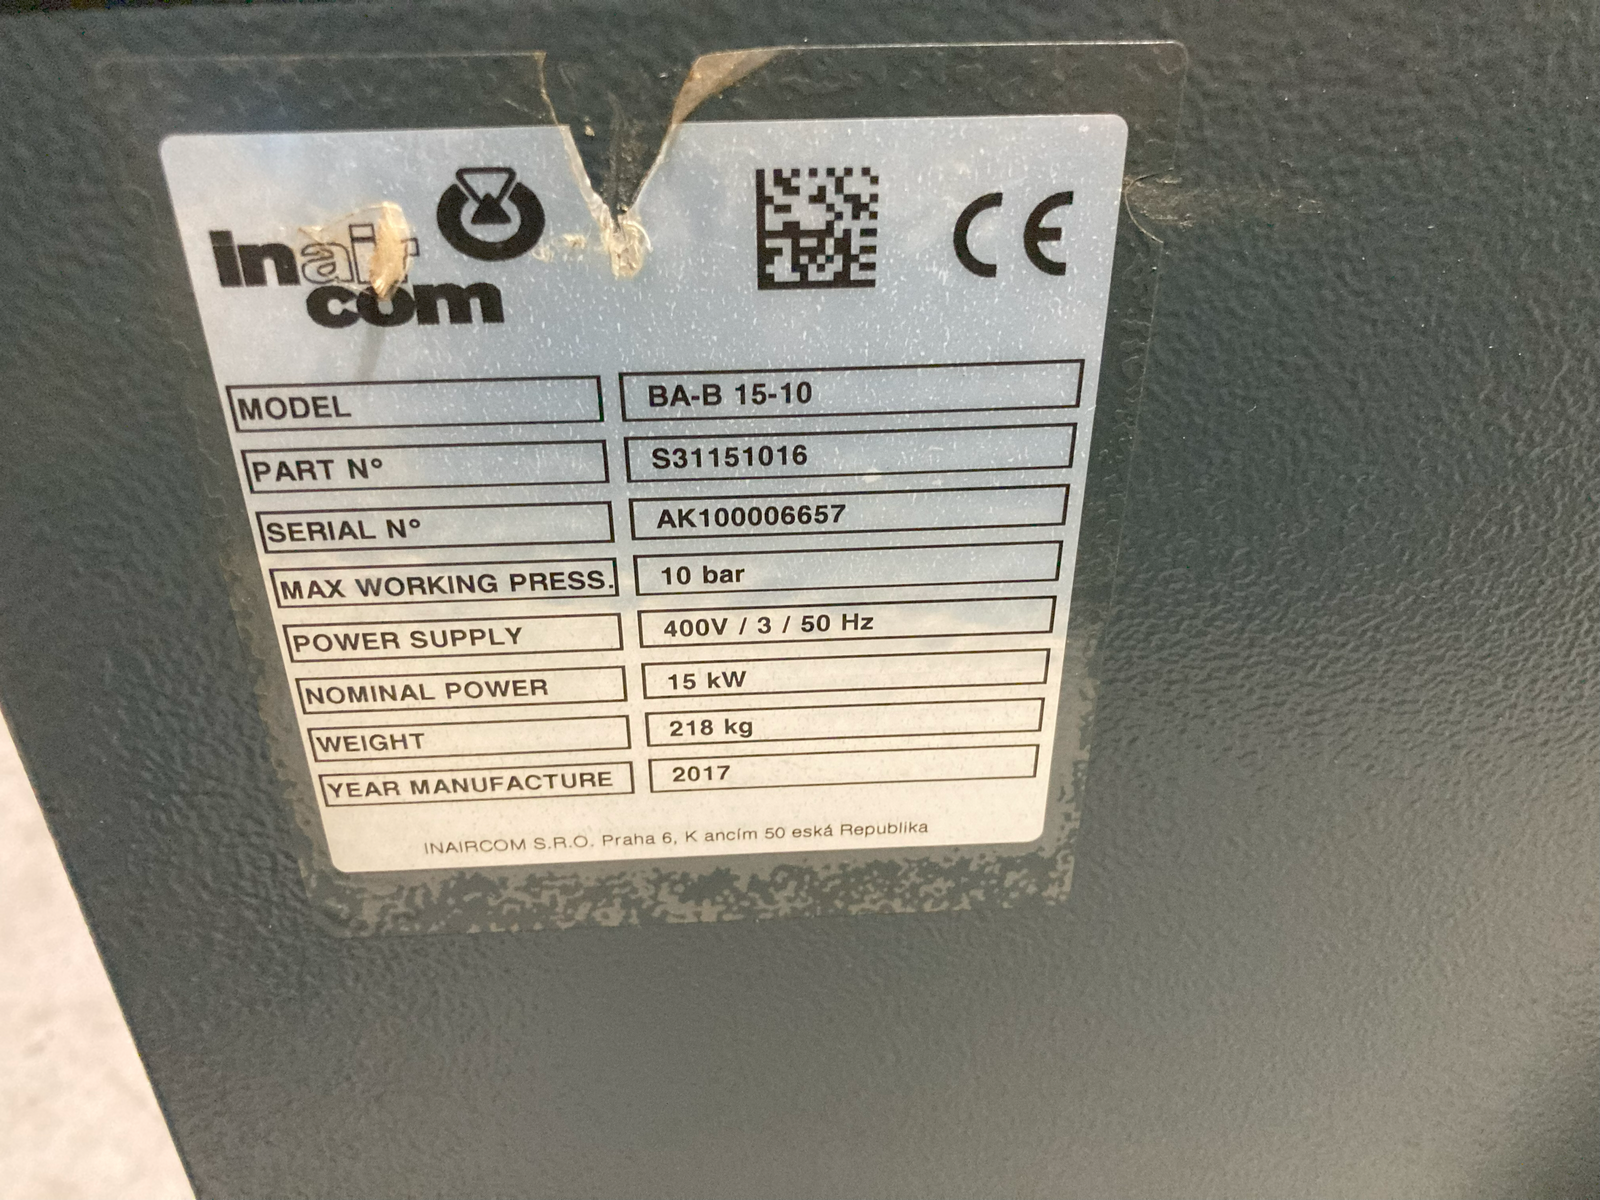 inair
com
CE
MODEL BA-B 15-10
PART N° S31151016
SERIAL N° AK100006657
MAX WORKING PRESS. 10 bar
POWER SUPPLY 400V / 3 / 50 Hz
NOMINAL POWER 15 kW
WEIGHT 218 kg
YEAR MANUFACTURE 2017
INAIRCOM S.R.O. Praha 6, K ancím 50 eská Republika